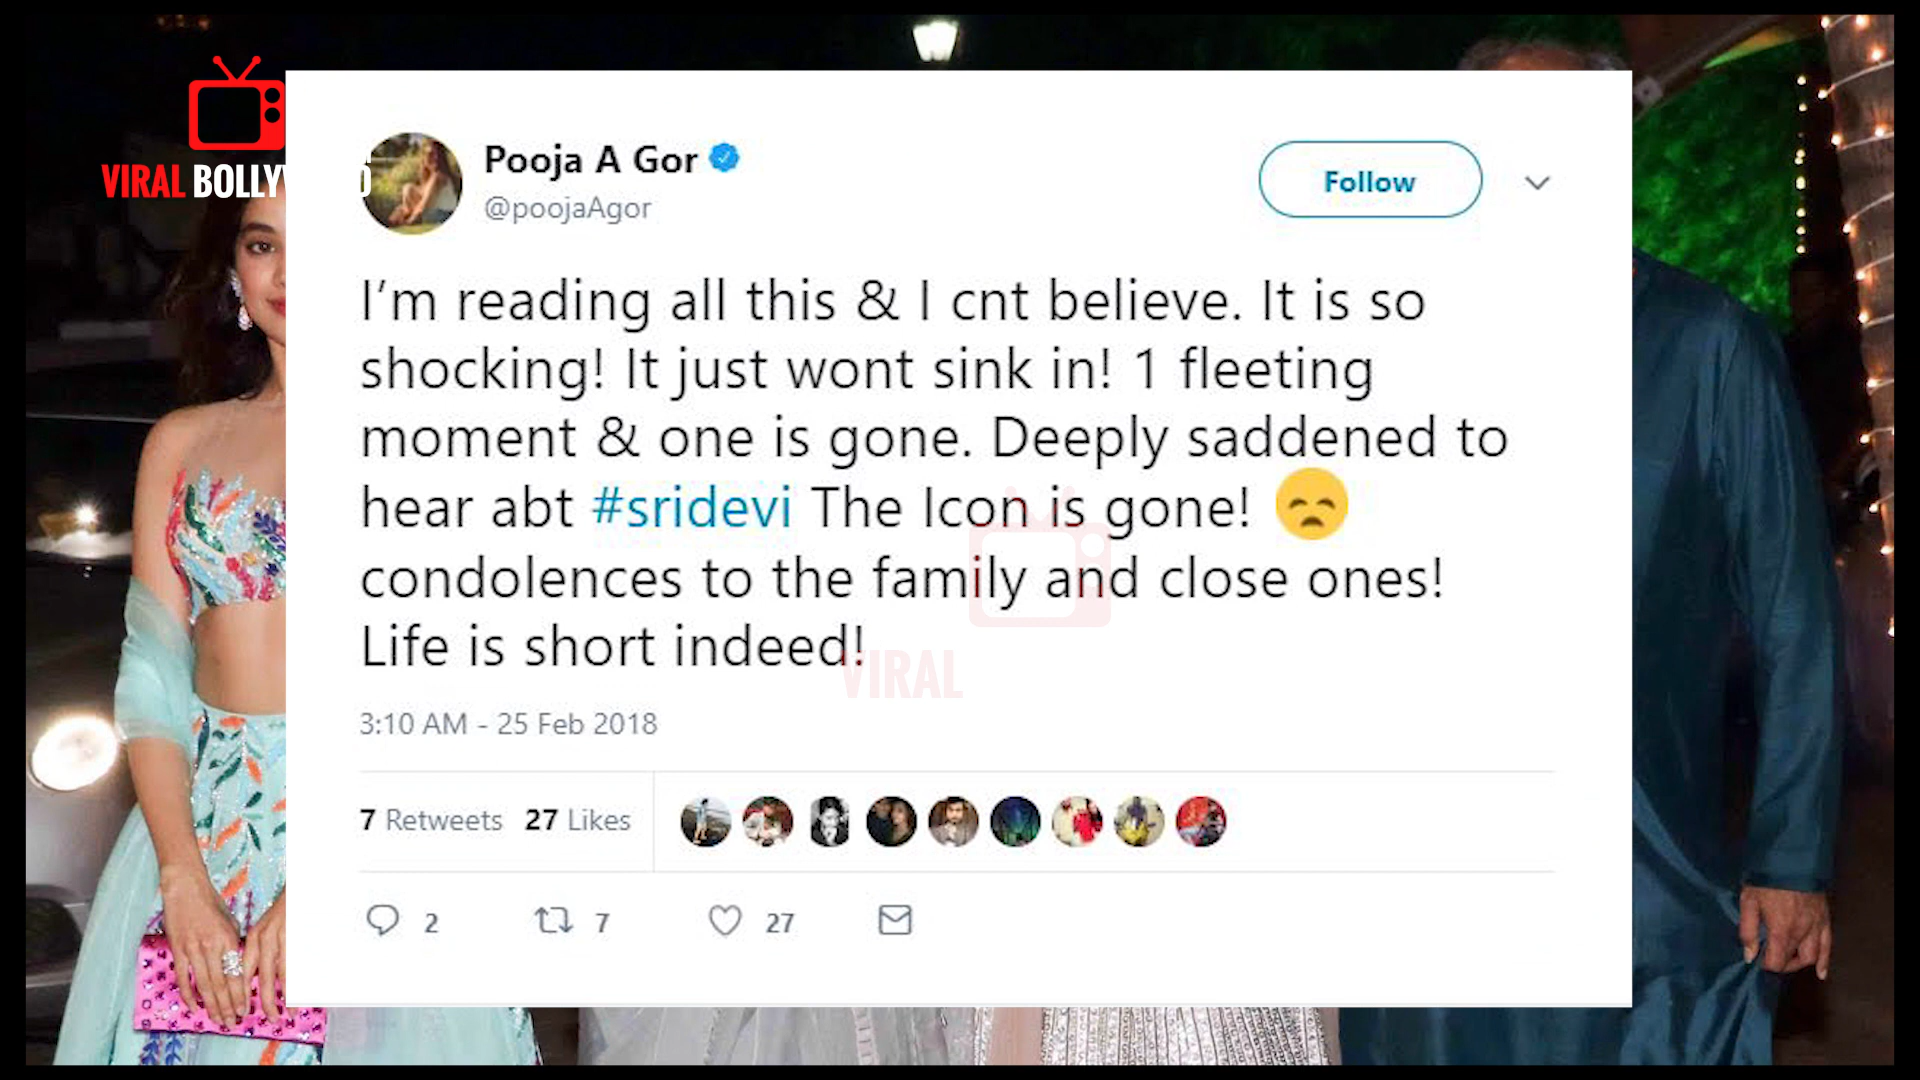 VIRAL BOLLYWOOD
Pooja A Gor
@poojaAgor
Follow
I’m reading all this & I cnt believe. It is so
shocking! It just wont sink in! 1 fleeting
moment & one is gone. Deeply saddened to
hear abt #sridevi The Icon is gone! 😞
condolences to the family and close ones!
Life is short indeed!
VIRAL
3:10 AM - 25 Feb 2018
7 Retweets 27 Likes
2 7 27